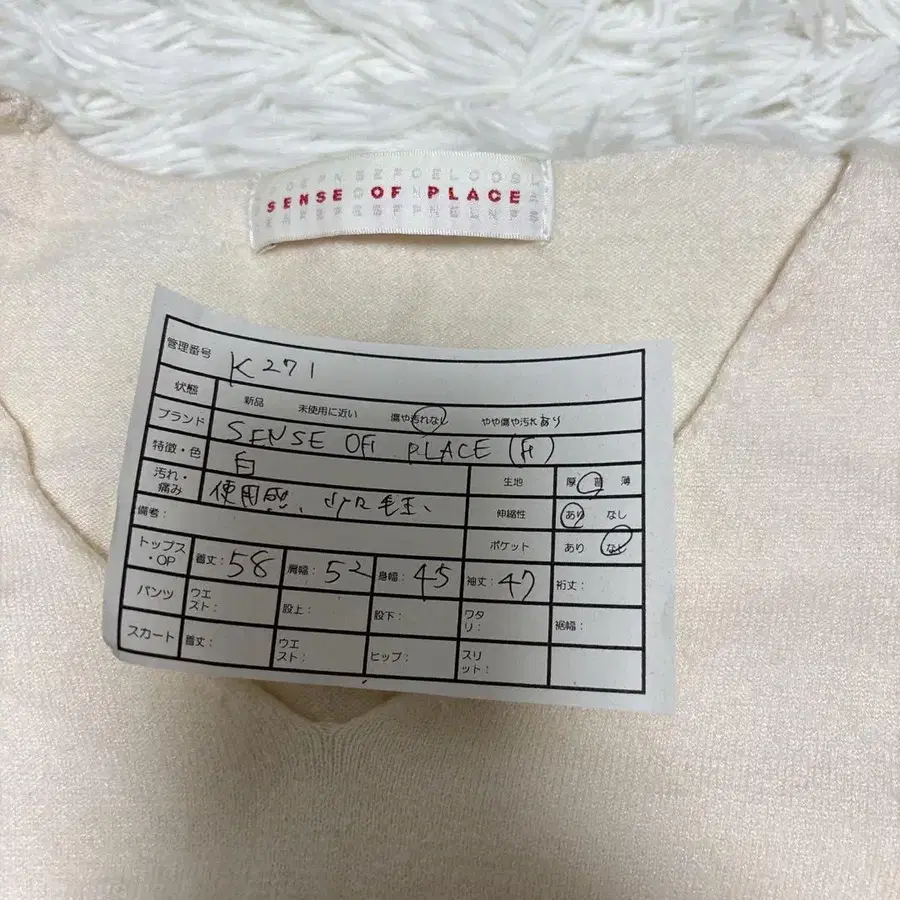 SENSE OF PLACE
管理番号 K271
状態 新品 未使用に近い 傷や汚れなし やや傷や汚れあり
ブランド SENSE OF PLACE
特徴・色 白 生地 厚 普 薄
汚れ・痛み 使用感、 毛玉、 伸縮性 あり なし
備考: ポケット あり なし
トップス・OP 着丈:58 肩幅:52 身幅:45 袖丈:47 裄丈:
パンツ ウエスト: 股上: 股下: ワタリ: 裾幅:
スカート 着丈: ウエスト: ヒップ: スリット: